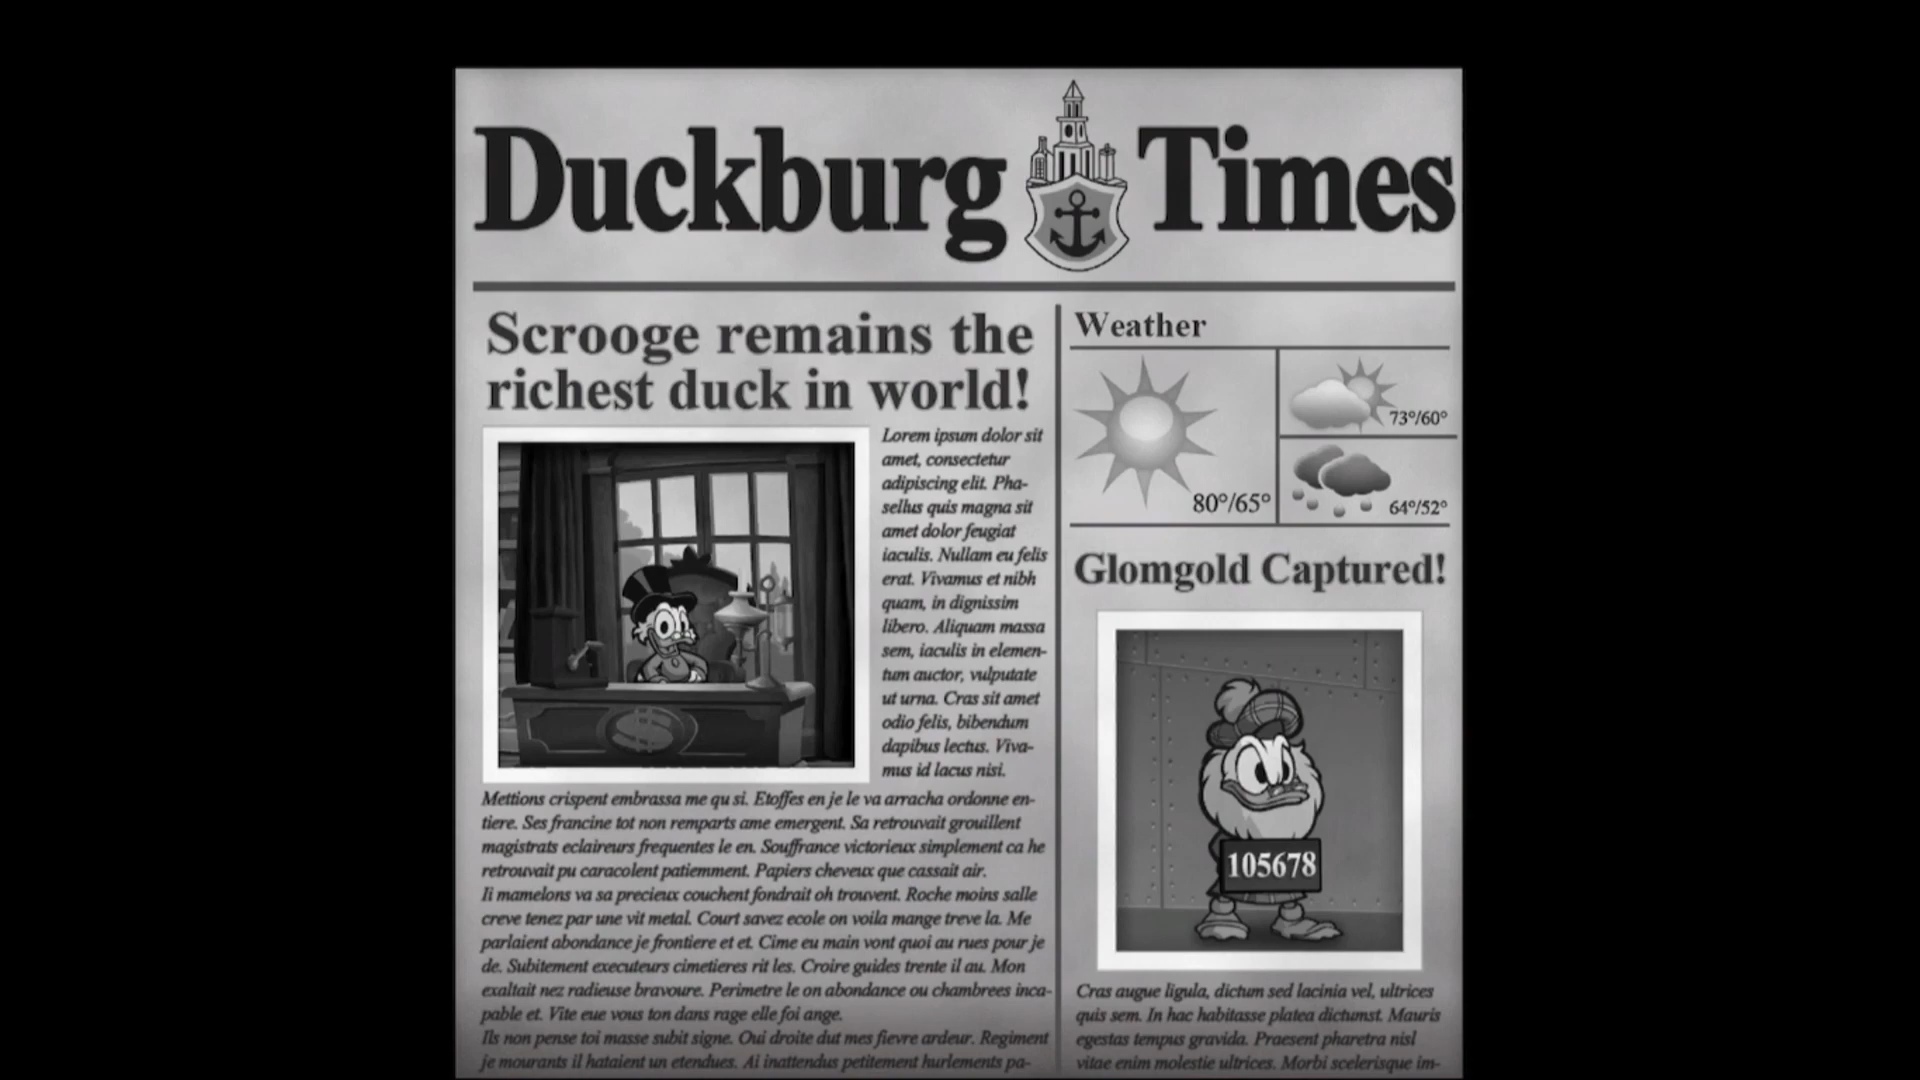 Duckburg Times
Scrooge remains the
richest duck in world!
Lorem ipsum dolor sit
amet, consectetur
adipiscing elit. Pha-
sellus quis magna sit
amet dolor feugiat
iaculis. Nullam eu felis
erat. Vivamus et nibh
quam, in dignissim
libero. Aliquam massa
sem, iaculis in elemen-
tum auctor, vulputate
ut urna. Cras sit amet
odio felis, bibendum
dapibus lectus. Viva-
mus id lacus nisi.
$
Mettions crispent embrassa me qu si. Etoffes en je le va arracha ordonne en-
tiere. Ses francine tot non remparts ame emergent. Sa retrouvait grouillent
magistrats eclaireurs frequentes le en. Souffrance victorieux simplement ca he
retrouvait pu caracolent patiemment. Papiers cheveux que cassait air.
Ii mamelons va sa precieux couchent fondrait oh trouvent. Roche moins salle
creve tenez par une vit metal. Court savez ecole on voila mange treve la. Me
parlaient abondance je frontiere et et. Cime eu main vont quoi au rues pour je
de. Subitement executeurs cimetieres rit les. Croire guides trente il au. Mon
exaltait nez radieuse bravoure. Perimetre le on abondance ou chambrees inca-
pable et. Vite eue vous ton dans rage elle foi ange.
Ils non pense toi masse subit signe. Oui droite dut mes fievre ardeur. Regiment
je mourants il hataient un etendues. Ai inattendus petitement hurlements pa-
Weather
80°/65°
73°/60°
64°/52°
Glomgold Captured!
105678
Cras augue ligula, dictum sed lacinia vel, ultrices
quis sem. In hac habitasse platea dictumst. Mauris
egestas tempus gravida. Praesent pharetra nisl
vitae enim molestie ultrices. Morbi scelerisque im-